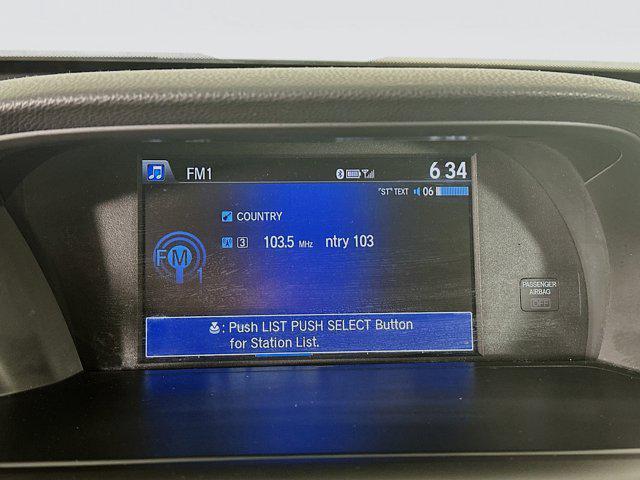 FM1
6 34
"ST" TEXT 06
COUNTRY
FM 1
3 103.5 MHz ntry 103
PASSENGER
AIRBAG
OFF
: Push LIST PUSH SELECT Button
for Station List.